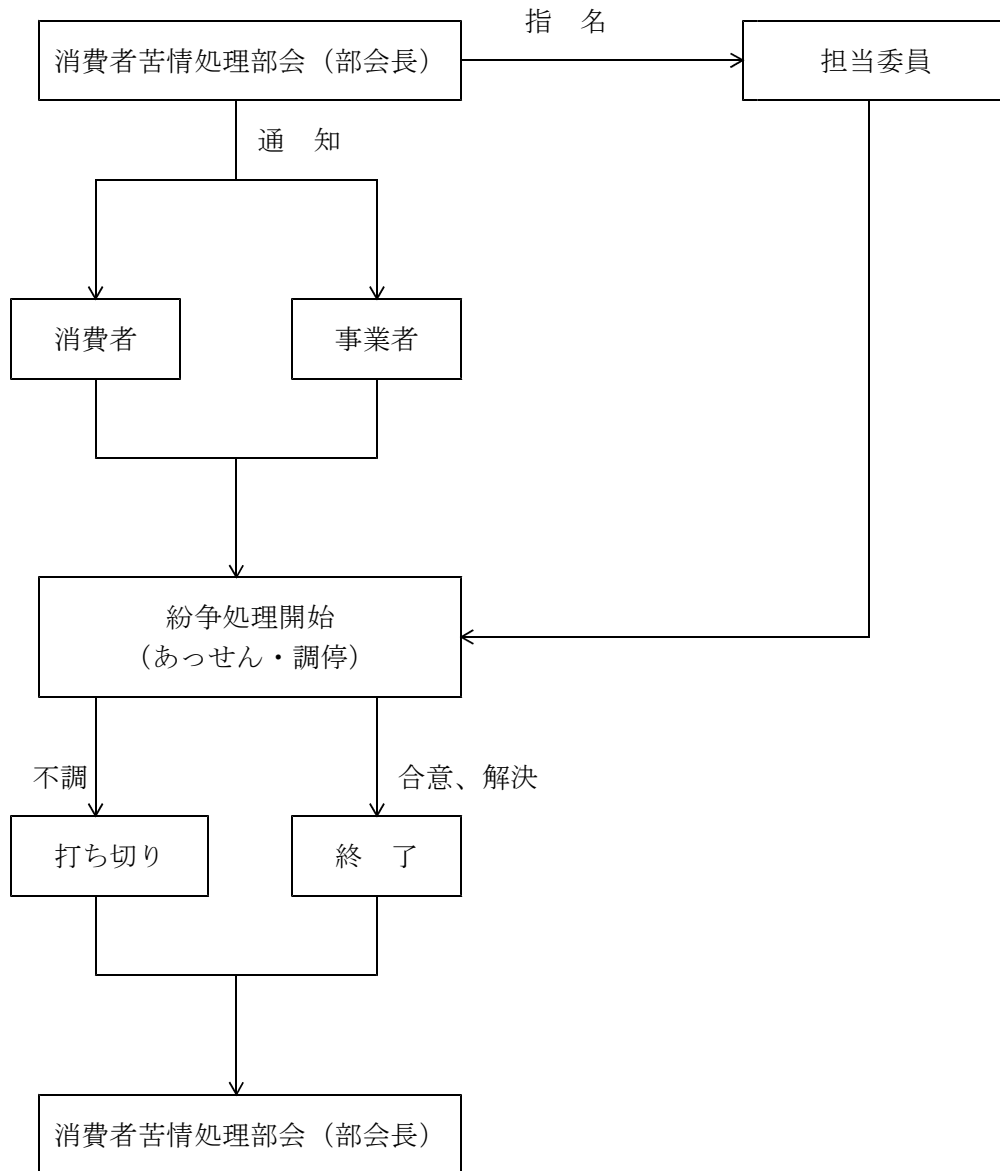 指　名
消費者苦情処理部会（部会長）
担当委員
通　知
消費者
事業者
紛争処理開始
（あっせん・調停）
不調
合意、解決
打ち切り
終　了
消費者苦情処理部会（部会長）